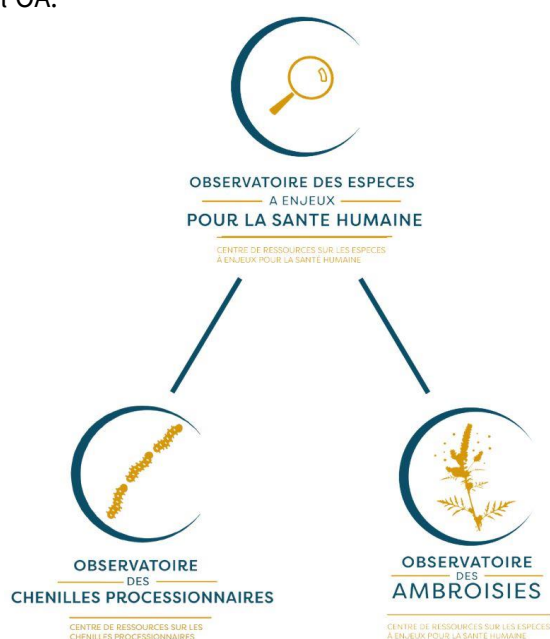 l OA.
OBSERVATOIRE DES ESPECES
A ENJEUX
POUR LA SANTE HUMAINE
CENTRE DE RESSOURCES SUR LES ESPECES
À ENJEUX POUR LA SANTÉ HUMAINE
OBSERVATOIRE
DES
CHENILLES PROCESSIONNAIRES
CENTRE DE RESSOURCES SUR LES
CHENILLES PROCESSIONNAIRES
OBSERVATOIRE
DES
AMBROISIES
CENTRE DE RESSOURCES SUR LES ESPECES
À ENJEUX POUR LA SANTÉ HUMAINE